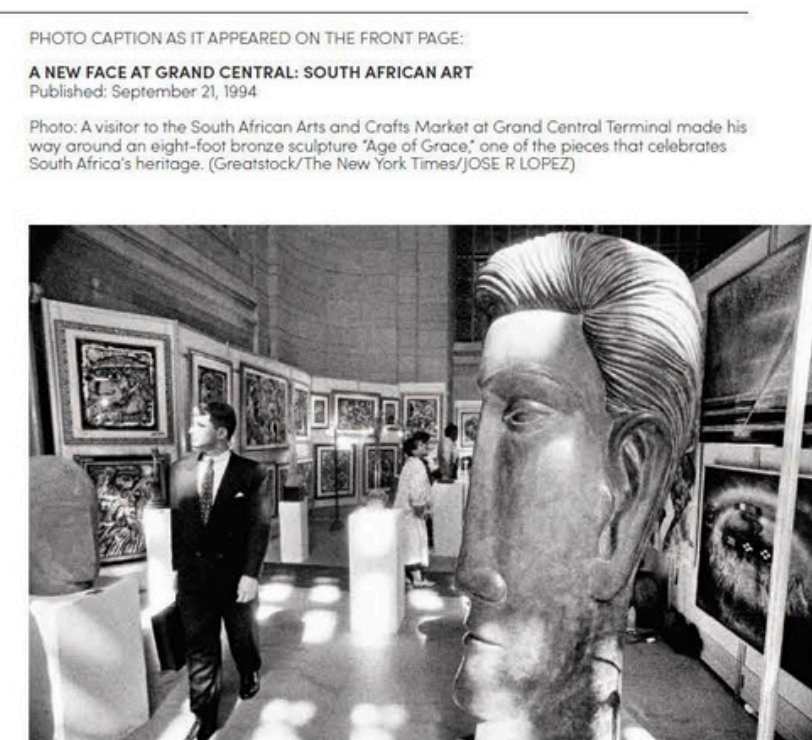 PHOTO CAPTION AS IT APPEARED ON THE FRONT PAGE:
A NEW FACE AT GRAND CENTRAL: SOUTH AFRICAN ART
Published: September 21, 1994
Photo: A visitor to the South African Arts and Crafts Market at Grand Central Terminal made his
way around an eight-foot bronze sculpture "Age of Grace," one of the pieces that celebrates
South Africa's heritage. (Greatstock/The New York Times/JOSE R LOPEZ)